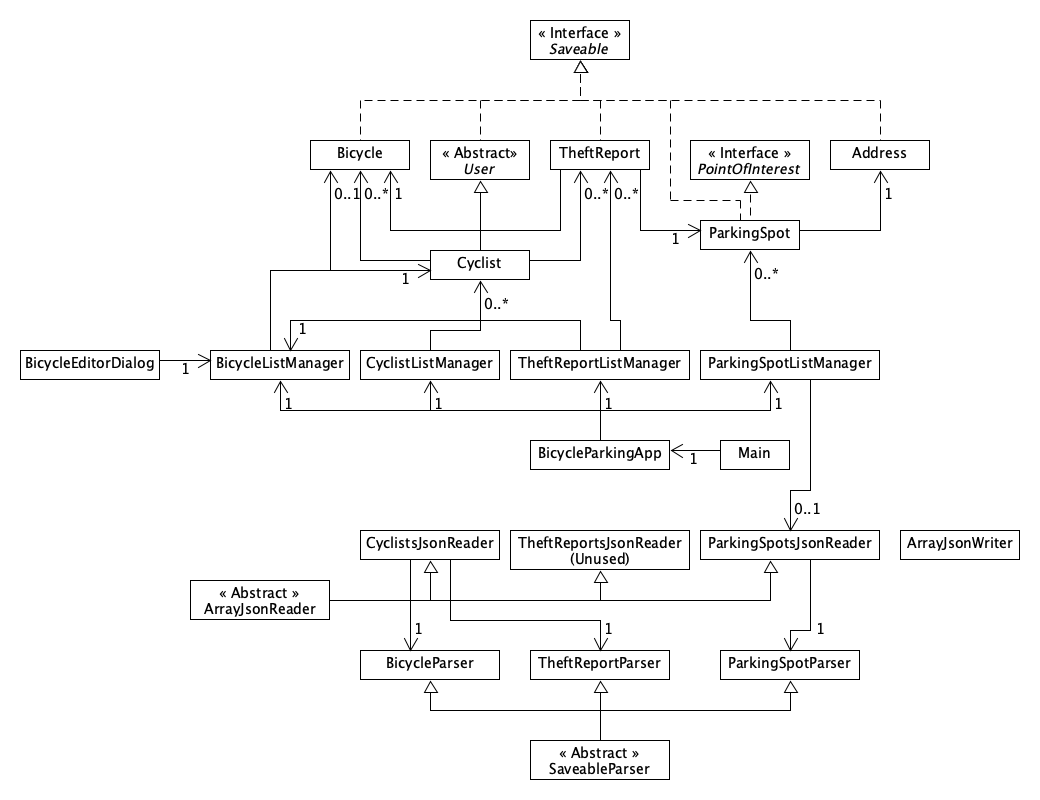 « Interface »
Saveable
Bicycle
« Abstract»
User
TheftReport
« Interface »
PointOfInterest
Address
0..1
0..*
1
0..*
0..*
1
1
ParkingSpot
Cyclist
1
0..*
0..*
1
BicycleEditorDialog
1
BicycleListManager
CyclistListManager
TheftReportListManager
ParkingSpotListManager
1
1
1
1
BicycleParkingApp
1
Main
0..1
CyclistsJsonReader
TheftReportsJsonReader
(Unused)
ParkingSpotsJsonReader
ArrayJsonWriter
« Abstract »
ArrayJsonReader
1
1
1
BicycleParser
TheftReportParser
ParkingSpotParser
« Abstract »
SaveableParser